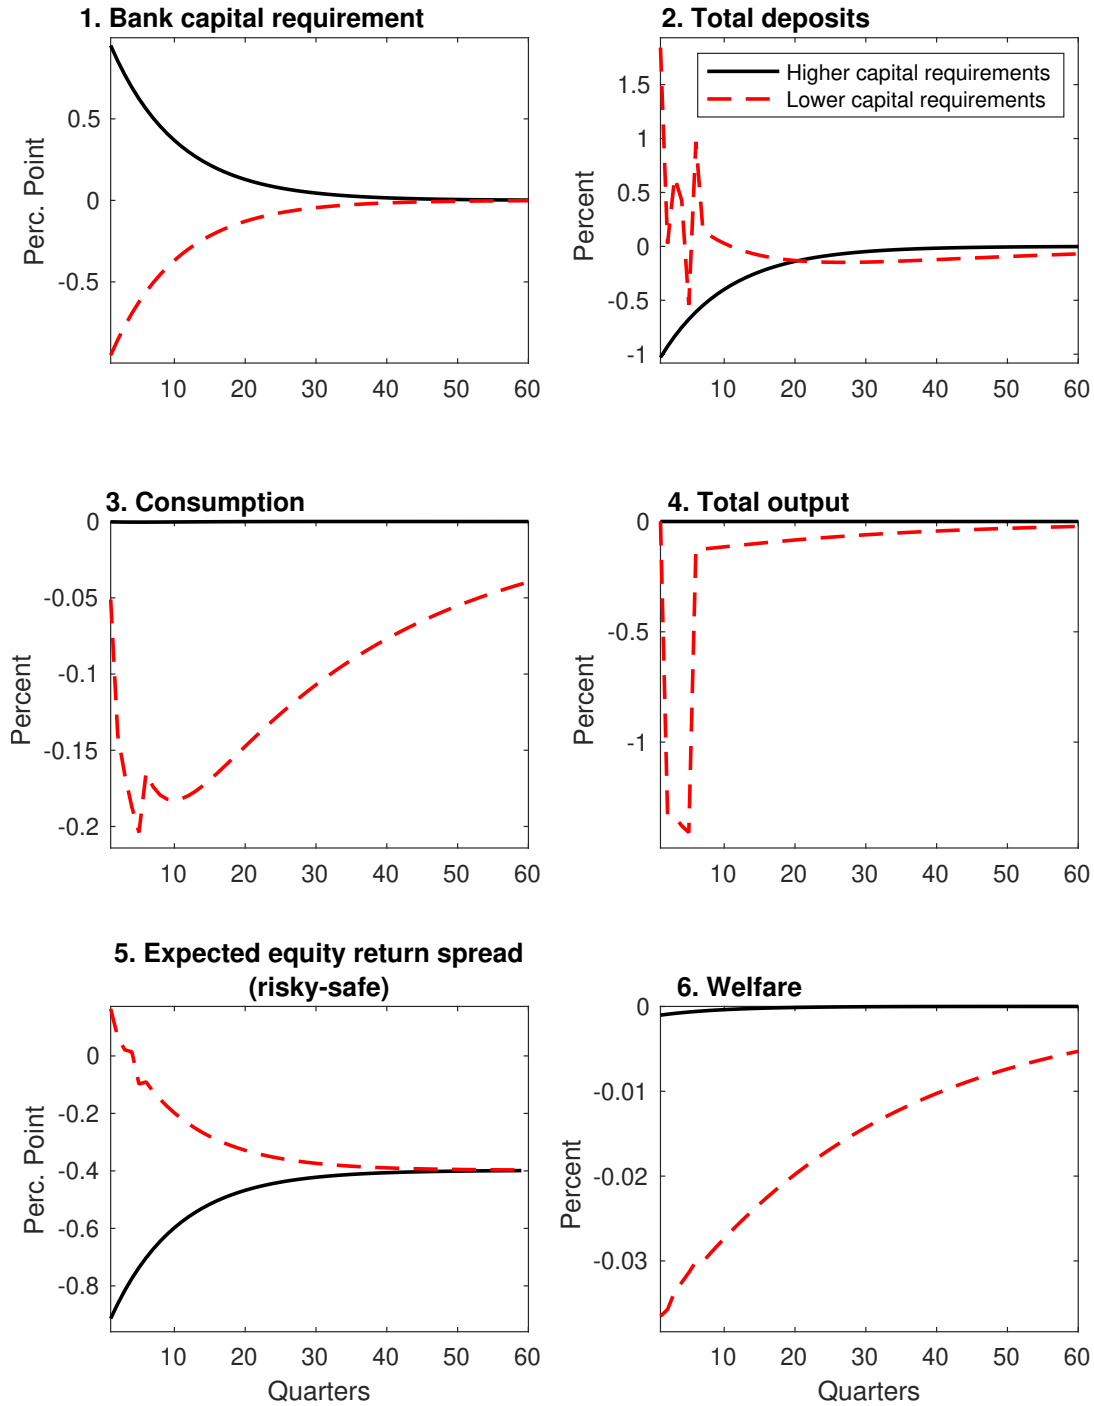 1. Bank capital requirement
Perc. Point
0.5
0
-0.5
10 20 30 40 50 60
2. Total deposits
Percent
1.5
1
0.5
0
-0.5
-1
Higher capital requirements
Lower capital requirements
10 20 30 40 50 60
3. Consumption
Percent
0
-0.05
-0.1
-0.15
-0.2
10 20 30 40 50 60
4. Total output
Percent
0
-0.5
-1
10 20 30 40 50 60
5. Expected equity return spread
(risky-safe)
Perc. Point
0
-0.2
-0.4
-0.6
-0.8
10 20 30 40 50 60
Quarters
6. Welfare
Percent
0
-0.01
-0.02
-0.03
10 20 30 40 50 60
Quarters